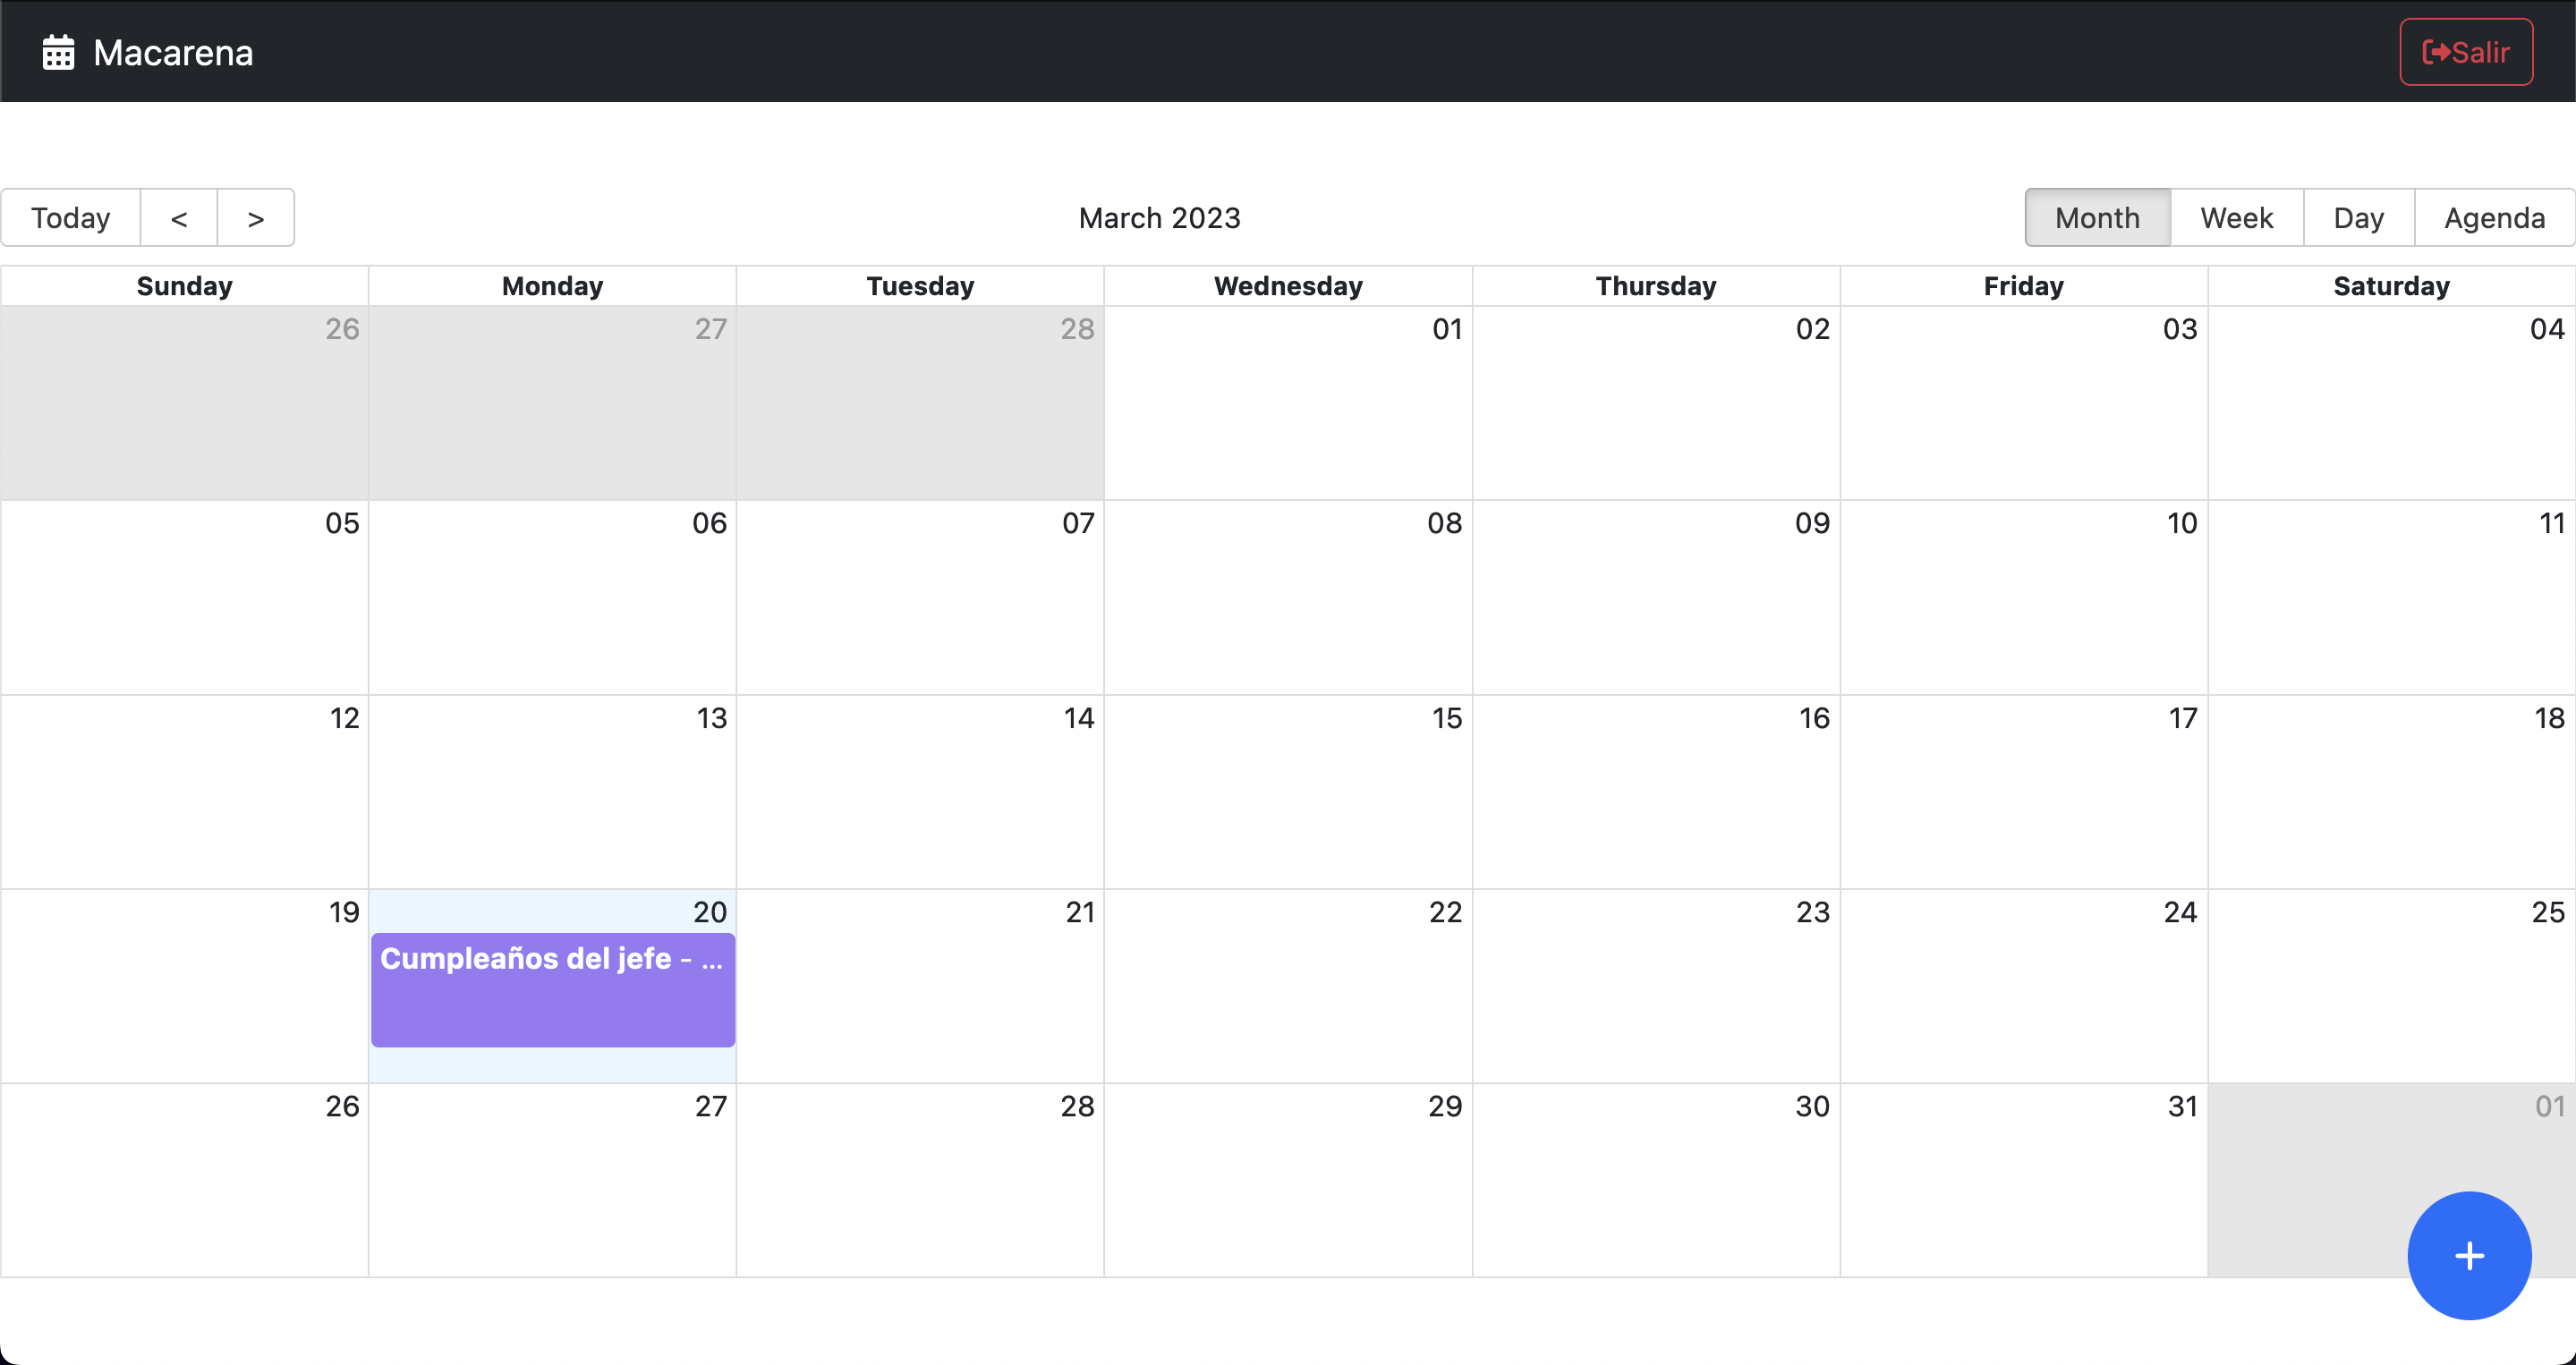 Macarena
Salir
Today < > March 2023 Month Week Day Agenda
Sunday Monday Tuesday Wednesday Thursday Friday Saturday
26 27 28 01 02 03 04
05 06 07 08 09 10 11
12 13 14 15 16 17 18
19 20 21 22 23 24 25
Cumpleaños del jefe - ...
26 27 28 29 30 31 01
+